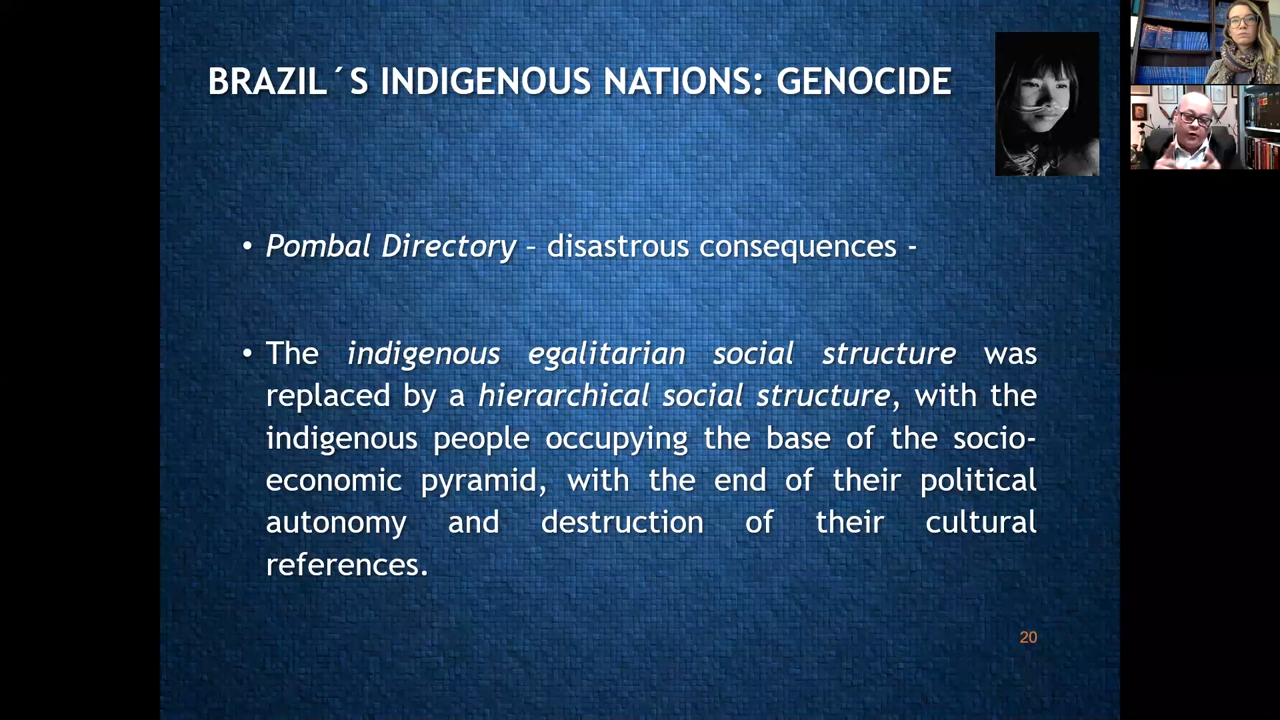 BRAZIL´S INDIGENOUS NATIONS: GENOCIDE
• Pombal Directory – disastrous consequences -
• The indigenous egalitarian social structure was
replaced by a hierarchical social structure, with the
indigenous people occupying the base of the socio-
economic pyramid, with the end of their political
autonomy and destruction of their cultural
references.
20